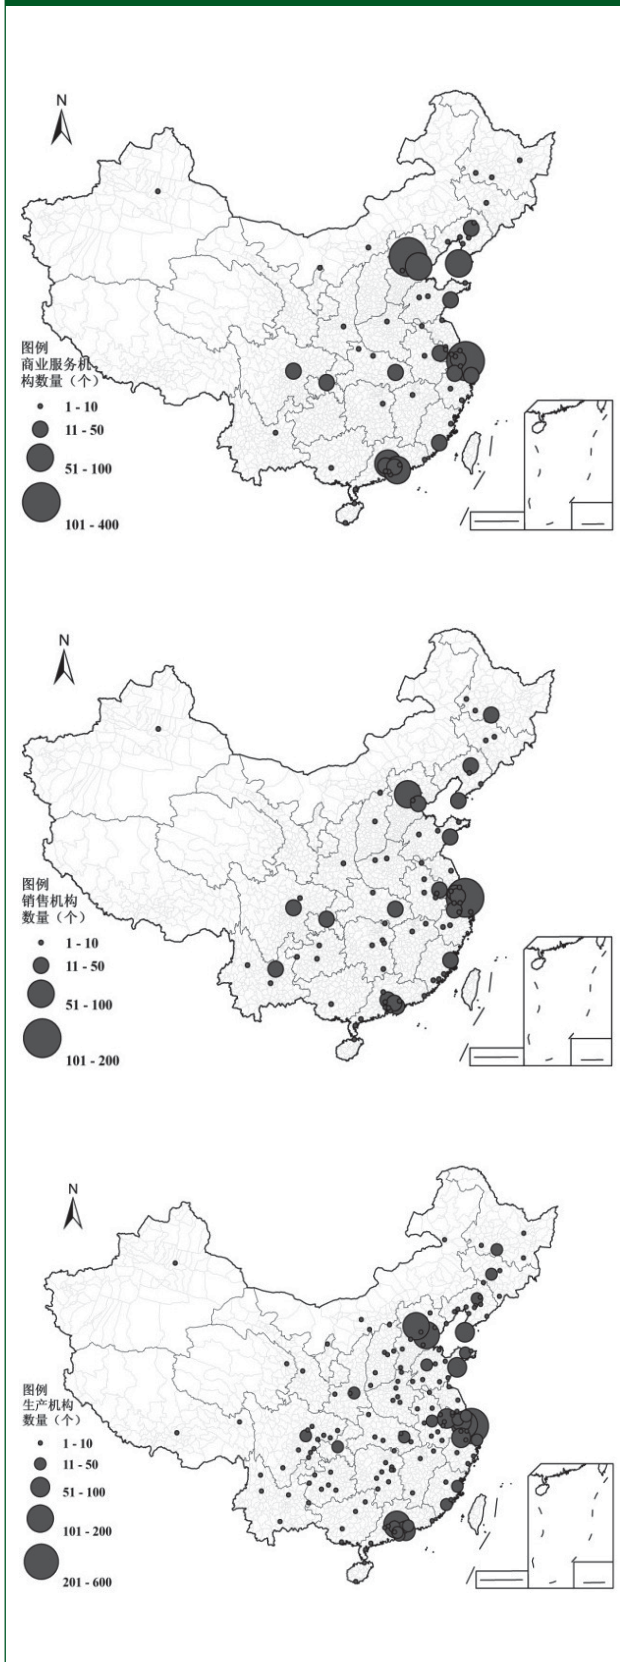 N
图例
商业服务机
构数量（个）
1 - 10
11 - 50
51 - 100
101 - 400
N
图例
销售机构
数量（个）
1 - 10
11 - 50
51 - 100
101 - 200
N
图例
生产机构
数量（个）
1 - 10
11 - 50
51 - 100
101 - 200
201 - 600